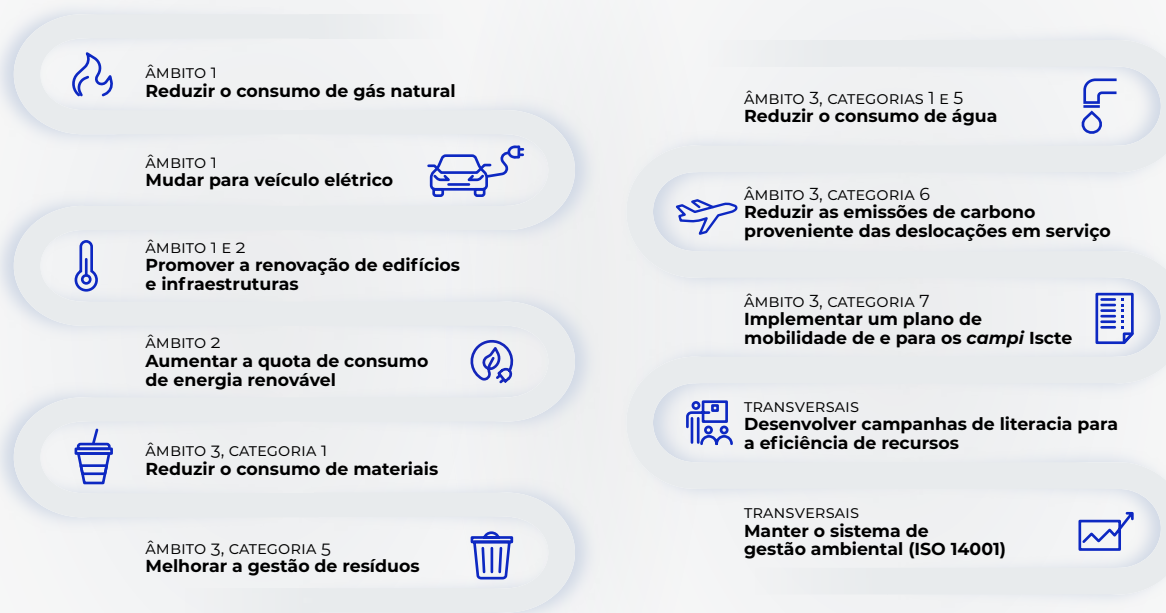 ÂMBITO 1
Reduzir o consumo de gás natural
ÂMBITO 1
Mudar para veículo elétrico
ÂMBITO 1 E 2
Promover a renovação de edifícios
e infraestruturas
ÂMBITO 2
Aumentar a quota de consumo
de energia renovável
ÂMBITO 3, CATEGORIA 1
Reduzir o consumo de materiais
ÂMBITO 3, CATEGORIA 5
Melhorar a gestão de resíduos
ÂMBITO 3, CATEGORIAS 1 E 5
Reduzir o consumo de água
ÂMBITO 3, CATEGORIA 6
Reduzir as emissões de carbono
proveniente das deslocações em serviço
ÂMBITO 3, CATEGORIA 7
Implementar um plano de
mobilidade de e para os campi Iscte
TRANSVERSAIS
Desenvolver campanhas de literacia para
a eficiência de recursos
TRANSVERSAIS
Manter o sistema de
gestão ambiental (ISO 14001)